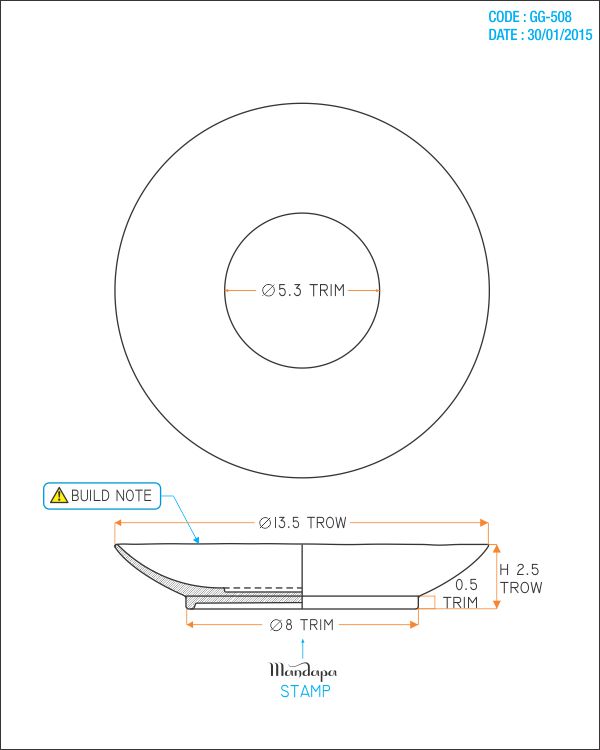 CODE : GG-508
DATE : 30/01/2015
∅5.3 TRIM
BUILD NOTE
∅13.5 TROW
H 2.5
TROW
0.5
TRIM
∅8 TRIM
Mandapa
STAMP